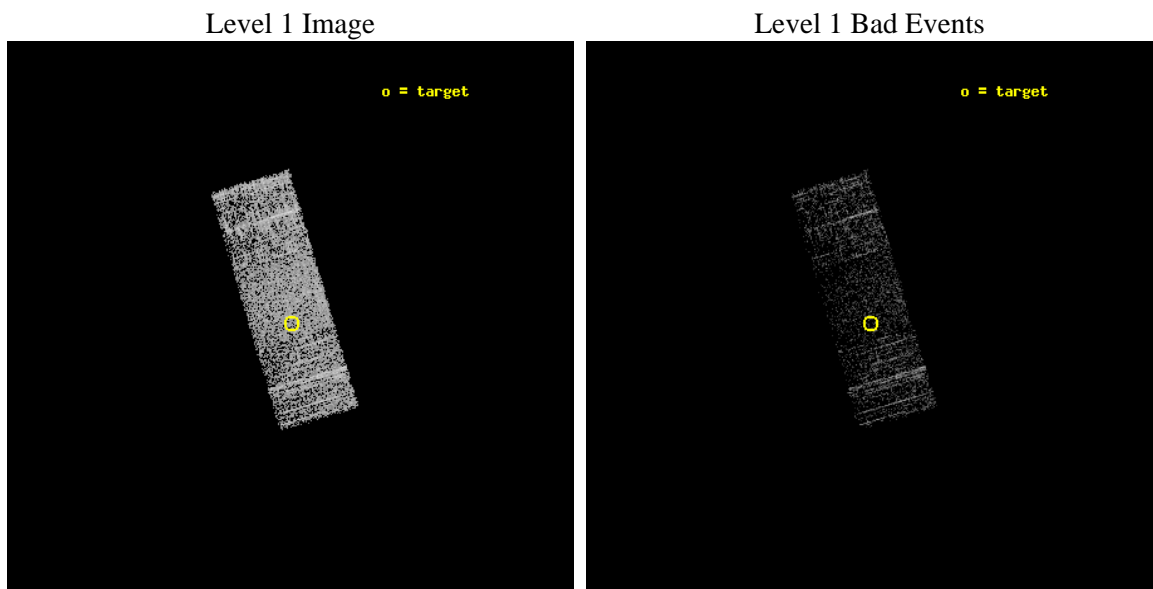 Level 1 Image
Level 1 Bad Events
o = target
o = target